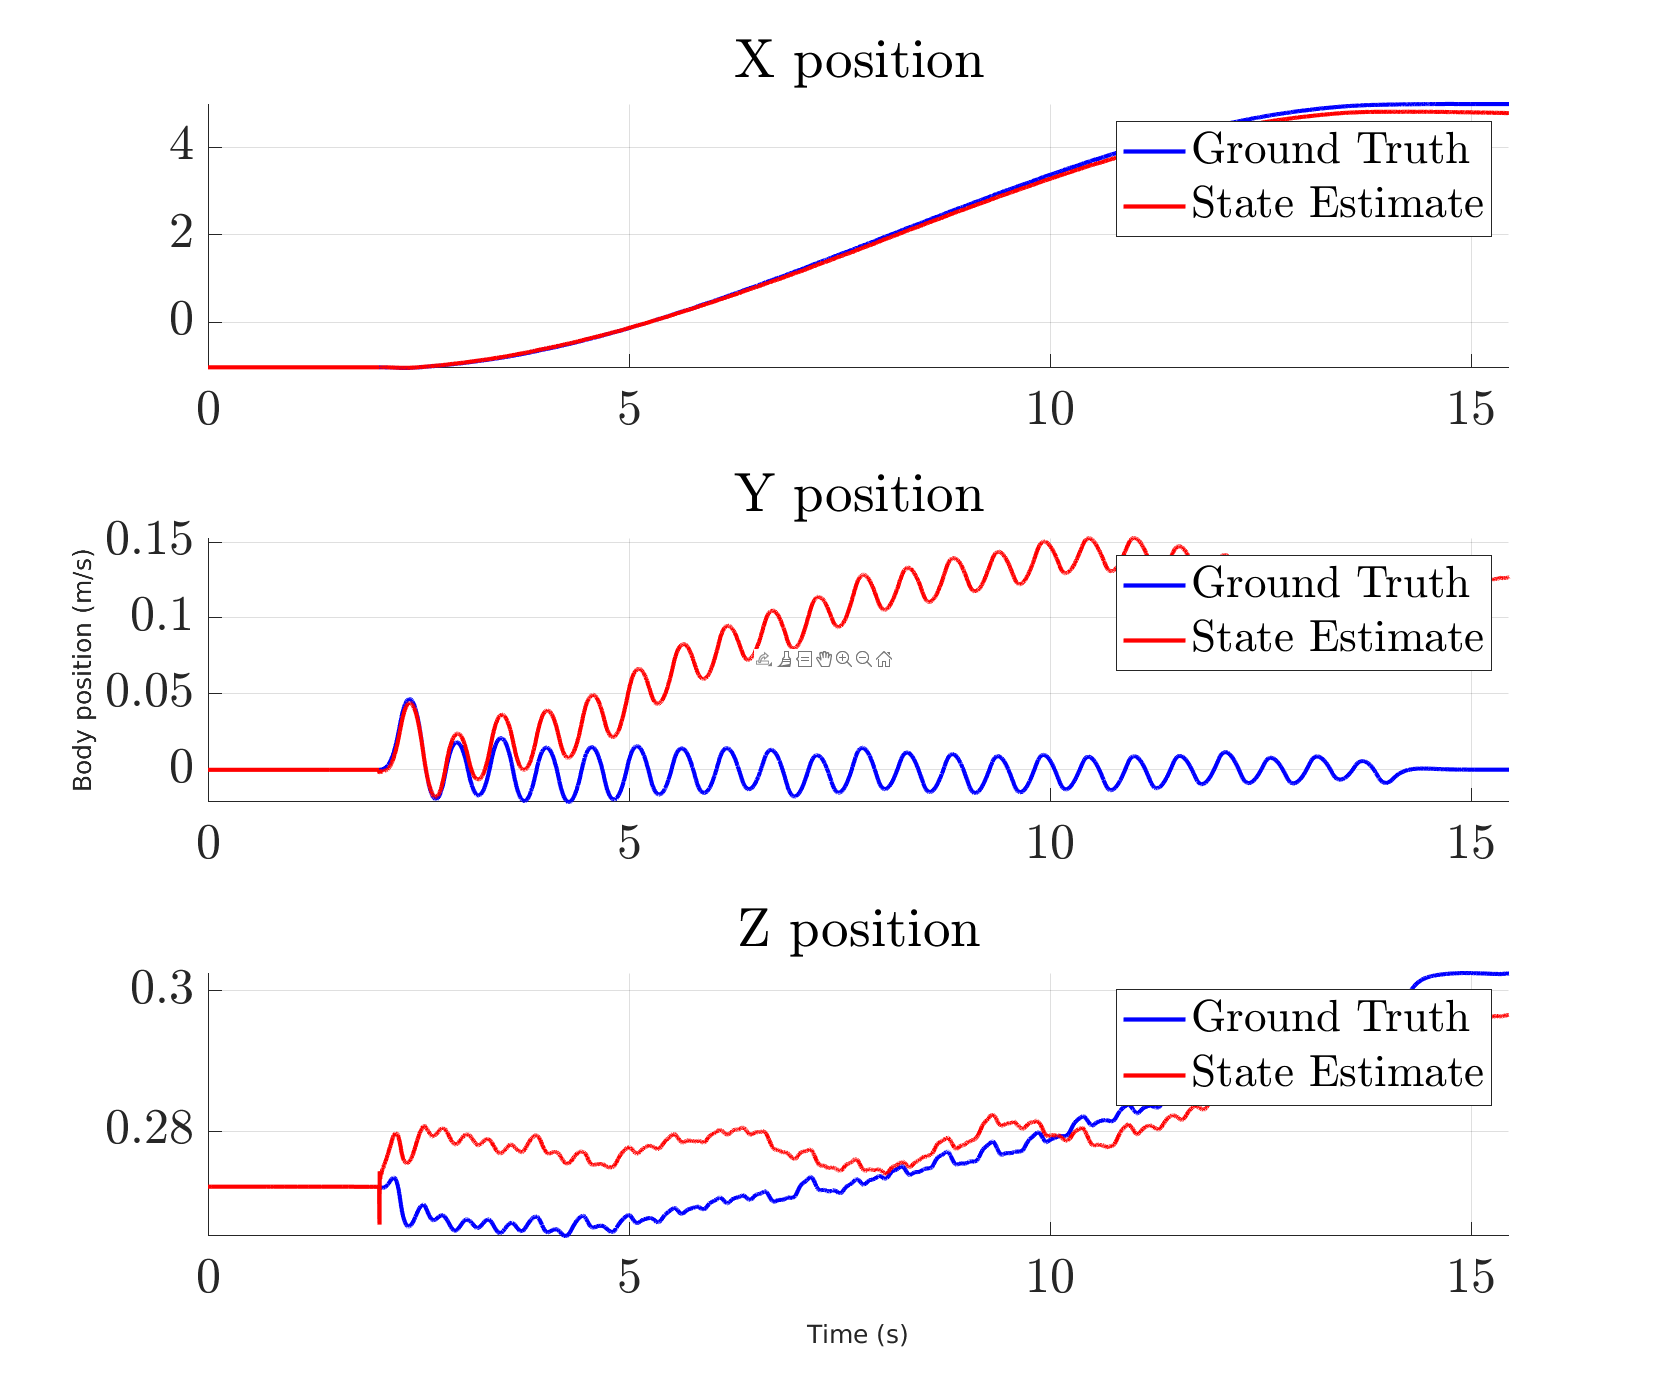 X position
4
2
0
Ground Truth
State Estimate
0 5 10 15
Y position
Body position (m/s)
0.15
0.1
0.05
0
Ground Truth
State Estimate
0 5 10 15
Z position
0.3
0.28
Ground Truth
State Estimate
0 5 10 15
Time (s)